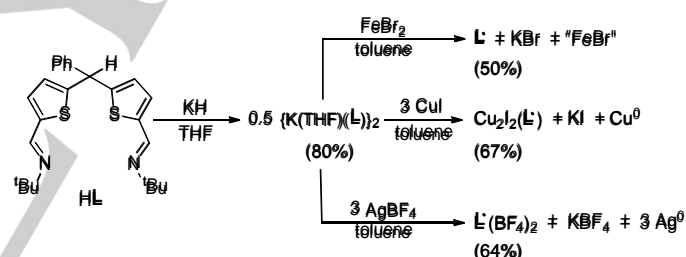 FeBr₂
toluene
L• + KBr + "FeBr"
(50%)
Ph H
S S
N N
ᵗBu ᵗBu
HL
KH
THF
0.5 {K(THF)(L)}₂
(80%)
3 CuI
toluene
Cu₂I₂(L•) + KI + Cu⁰
(67%)
3 AgBF₄
toluene
L•(BF₄)₂ + KBF₄ + 3 Ag⁰
(64%)